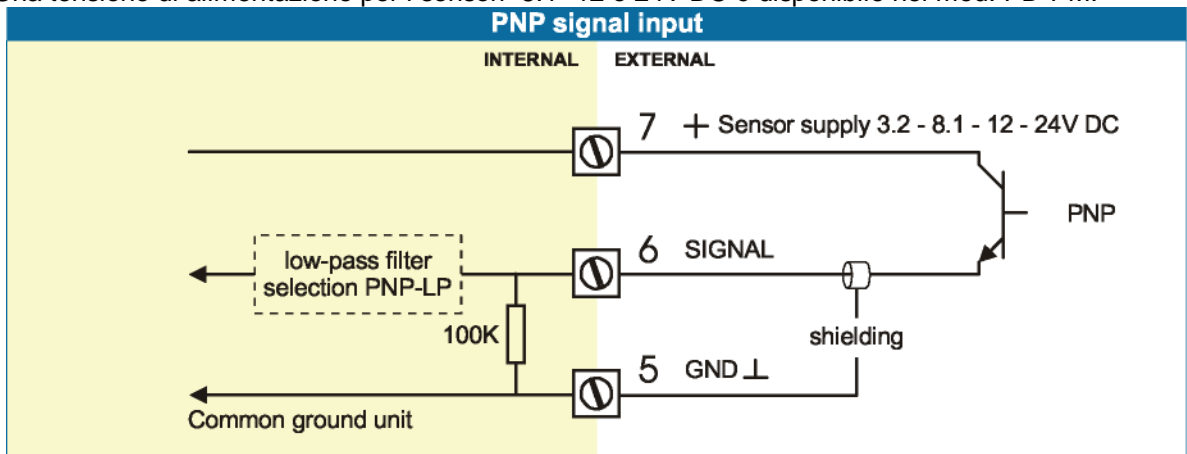 PNP signal input
INTERNAL EXTERNAL
7 + Sensor supply 3.2 - 8.1 - 12 - 24V DC
PNP
6 SIGNAL
low-pass filter
selection PNP-LP
100K
shielding
5 GND ⊥
Common ground unit